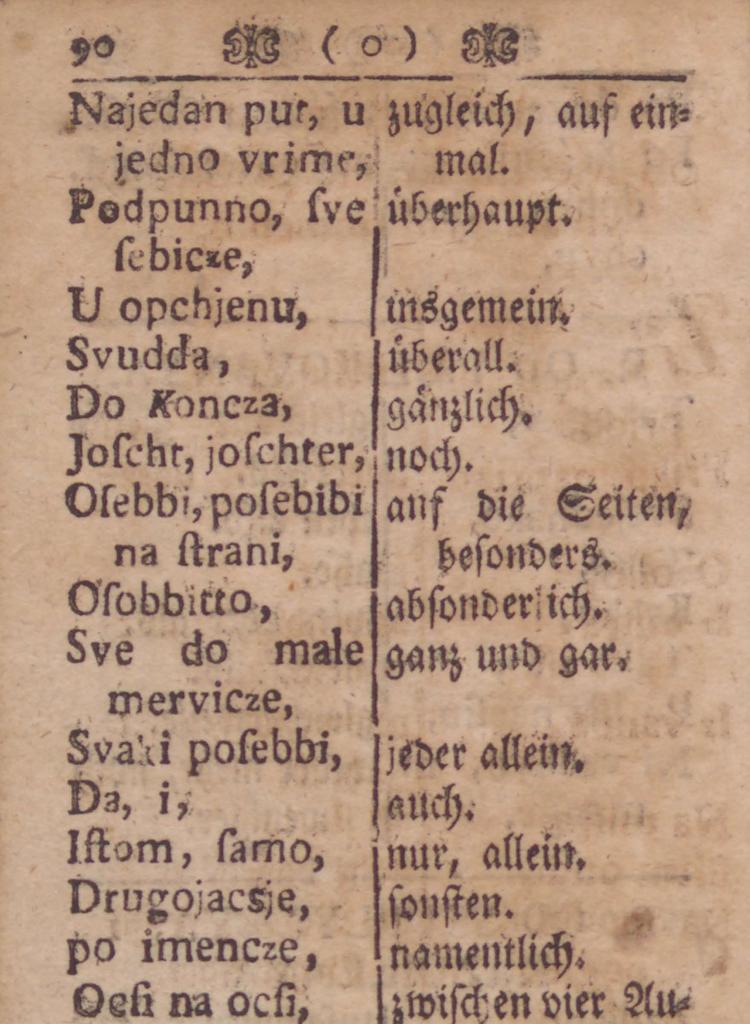 90 ( o )
Najedan put, u zugleich, auf ein=
jedno vrime, mal.
Podpunno, ſve überhaupt.
ſebicze,
U opchjenu, insgemein.
Svudda, überall.
Do Koncza, gänzlich.
Joſcht, joſchter, noch.
Oſebbi, poſebibi auf die Seiten,
na ſtrani, beſonders.
Oſobbitto, abſonderlich.
Sve do male ganz und gar.
mervicze,
Svaki poſebbi, jeder allein.
Da, i, auch.
Iſtom, ſamo, nur, allein.
Drugojacsje, ſonſten.
po imencze, namentlich.
Ocſi na ocſi, zwiſchen vier Au=